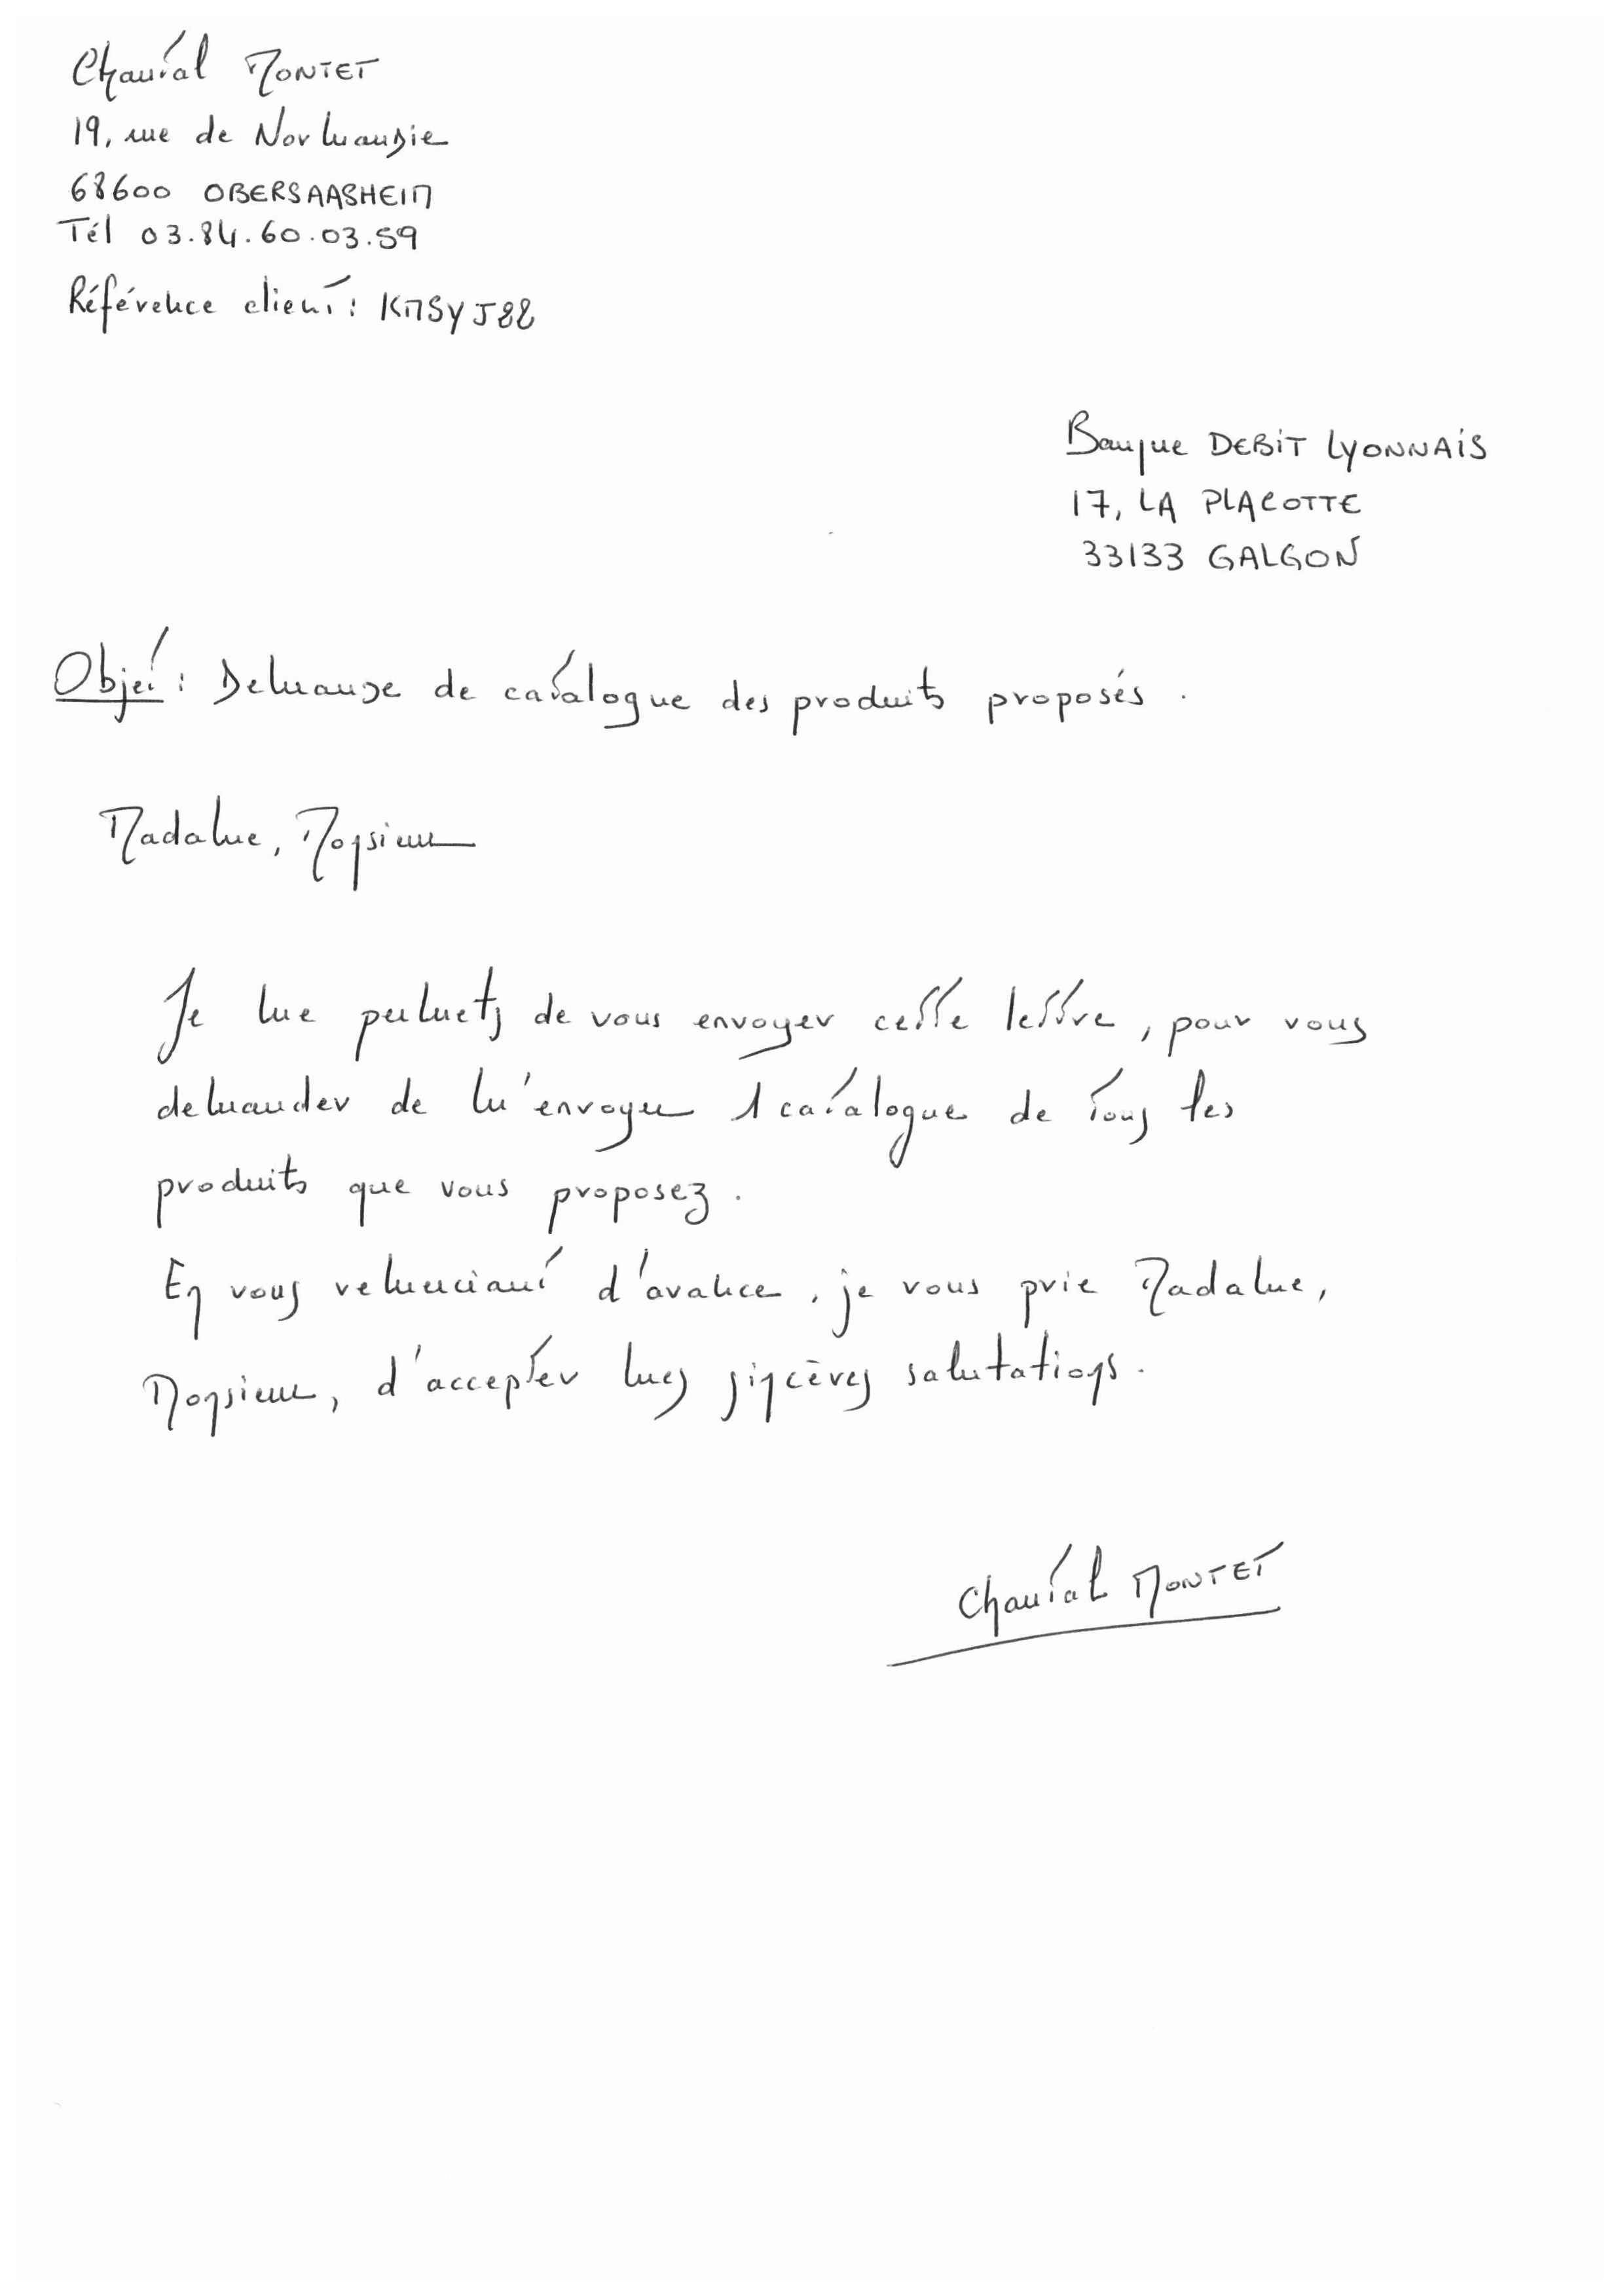 Chantal MONTET
19, rue de Normandie
68600 OBERSAASHEIM
Tél 03.84.60.03.59
Référence client : KMSYJ88
Banque DEBIT LYONNAIS
17, LA PLACOTTE
33133 GALGON
Objet : Demande de catalogue des produits proposés .
Madame, Monsieur
Je me permets de vous envoyer cette lettre, pour vous
demander de m'envoyer 1 catalogue de tous les
produits que vous proposez .
En vous remerciant d'avance, je vous prie Madame,
Monsieur, d'accepter mes sincères salutations.
Chantal MONTET